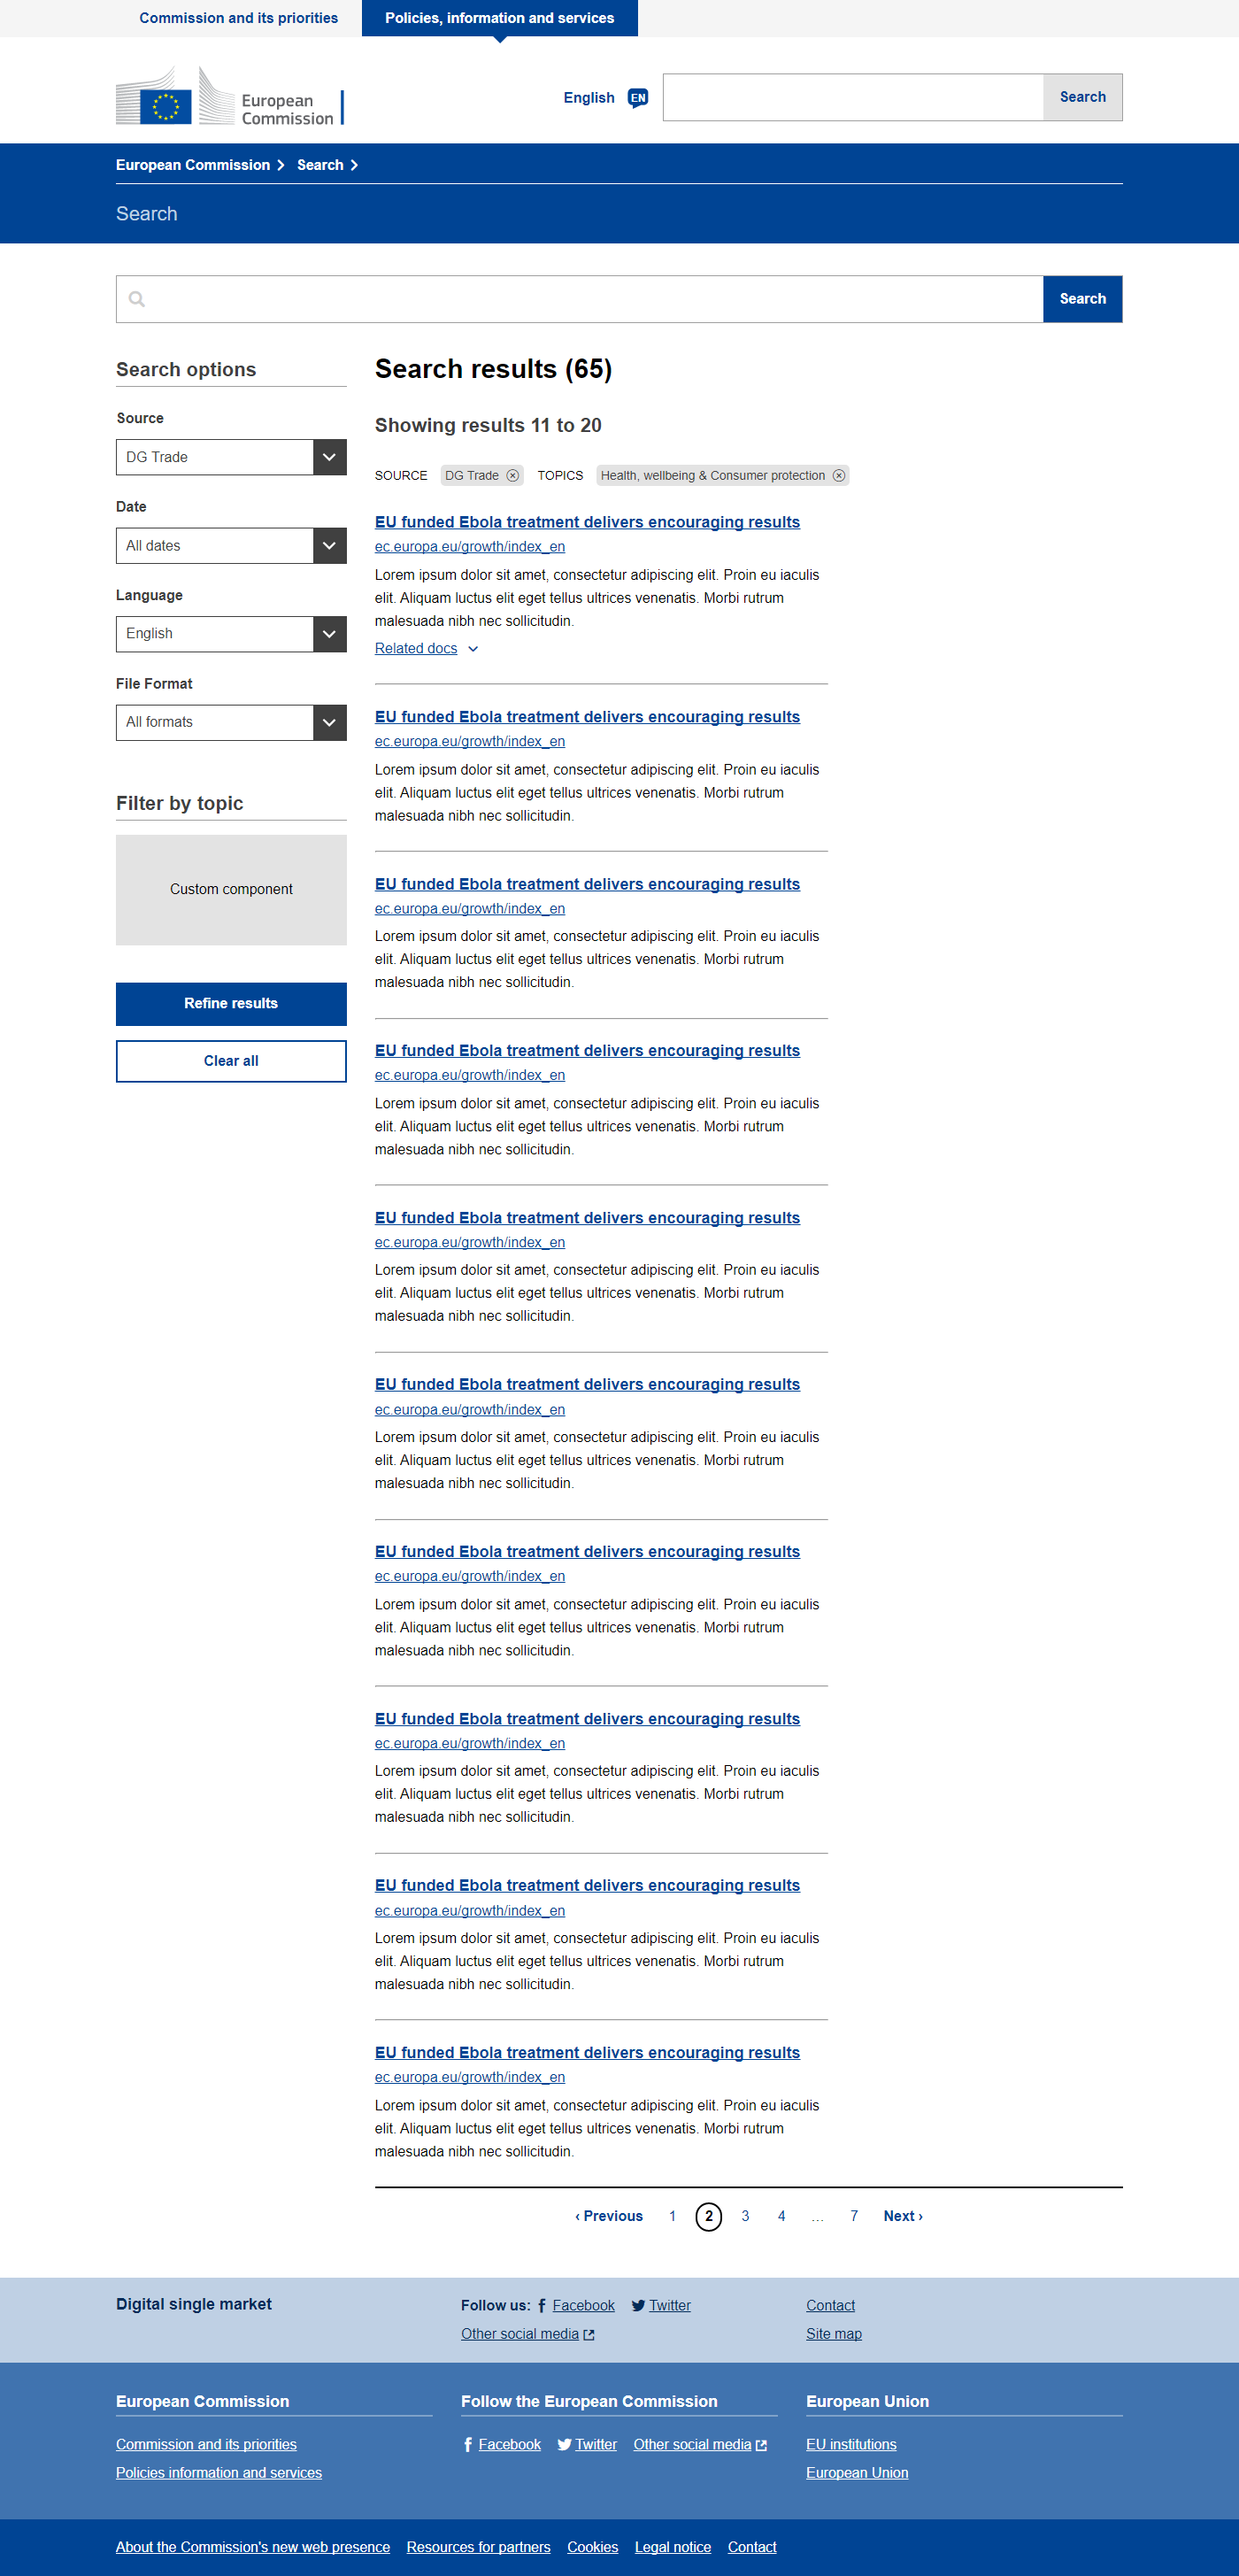 Commission and its priorities
Policies, information and services
European
Commission
English
EN
Search
European Commission
Search
Search
Search
Search options
Source
DG Trade
Date
All dates
Language
English
File Format
All formats
Filter by topic
Custom component
Refine results
Clear all
Search results (65)
Showing results 11 to 20
SOURCE DG Trade TOPICS Health, wellbeing & Consumer protection
EU funded Ebola treatment delivers encouraging results
ec.europa.eu/growth/index_en
Lorem ipsum dolor sit amet, consectetur adipiscing elit. Proin eu iaculis
elit. Aliquam luctus elit eget tellus ultrices venenatis. Morbi rutrum
malesuada nibh nec sollicitudin.
Related docs
EU funded Ebola treatment delivers encouraging results
ec.europa.eu/growth/index_en
Lorem ipsum dolor sit amet, consectetur adipiscing elit. Proin eu iaculis
elit. Aliquam luctus elit eget tellus ultrices venenatis. Morbi rutrum
malesuada nibh nec sollicitudin.
EU funded Ebola treatment delivers encouraging results
ec.europa.eu/growth/index_en
Lorem ipsum dolor sit amet, consectetur adipiscing elit. Proin eu iaculis
elit. Aliquam luctus elit eget tellus ultrices venenatis. Morbi rutrum
malesuada nibh nec sollicitudin.
EU funded Ebola treatment delivers encouraging results
ec.europa.eu/growth/index_en
Lorem ipsum dolor sit amet, consectetur adipiscing elit. Proin eu iaculis
elit. Aliquam luctus elit eget tellus ultrices venenatis. Morbi rutrum
malesuada nibh nec sollicitudin.
EU funded Ebola treatment delivers encouraging results
ec.europa.eu/growth/index_en
Lorem ipsum dolor sit amet, consectetur adipiscing elit. Proin eu iaculis
elit. Aliquam luctus elit eget tellus ultrices venenatis. Morbi rutrum
malesuada nibh nec sollicitudin.
EU funded Ebola treatment delivers encouraging results
ec.europa.eu/growth/index_en
Lorem ipsum dolor sit amet, consectetur adipiscing elit. Proin eu iaculis
elit. Aliquam luctus elit eget tellus ultrices venenatis. Morbi rutrum
malesuada nibh nec sollicitudin.
EU funded Ebola treatment delivers encouraging results
ec.europa.eu/growth/index_en
Lorem ipsum dolor sit amet, consectetur adipiscing elit. Proin eu iaculis
elit. Aliquam luctus elit eget tellus ultrices venenatis. Morbi rutrum
malesuada nibh nec sollicitudin.
EU funded Ebola treatment delivers encouraging results
ec.europa.eu/growth/index_en
Lorem ipsum dolor sit amet, consectetur adipiscing elit. Proin eu iaculis
elit. Aliquam luctus elit eget tellus ultrices venenatis. Morbi rutrum
malesuada nibh nec sollicitudin.
EU funded Ebola treatment delivers encouraging results
ec.europa.eu/growth/index_en
Lorem ipsum dolor sit amet, consectetur adipiscing elit. Proin eu iaculis
elit. Aliquam luctus elit eget tellus ultrices venenatis. Morbi rutrum
malesuada nibh nec sollicitudin.
EU funded Ebola treatment delivers encouraging results
ec.europa.eu/growth/index_en
Lorem ipsum dolor sit amet, consectetur adipiscing elit. Proin eu iaculis
elit. Aliquam luctus elit eget tellus ultrices venenatis. Morbi rutrum
malesuada nibh nec sollicitudin.
‹ Previous 1 2 3 4 ... 7 Next ›
Digital single market
Follow us: Facebook Twitter
Other social media
Contact
Site map
European Commission
Commission and its priorities
Policies information and services
Follow the European Commission
Facebook Twitter Other social media
European Union
EU institutions
European Union
About the Commission's new web presence Resources for partners Cookies Legal notice Contact